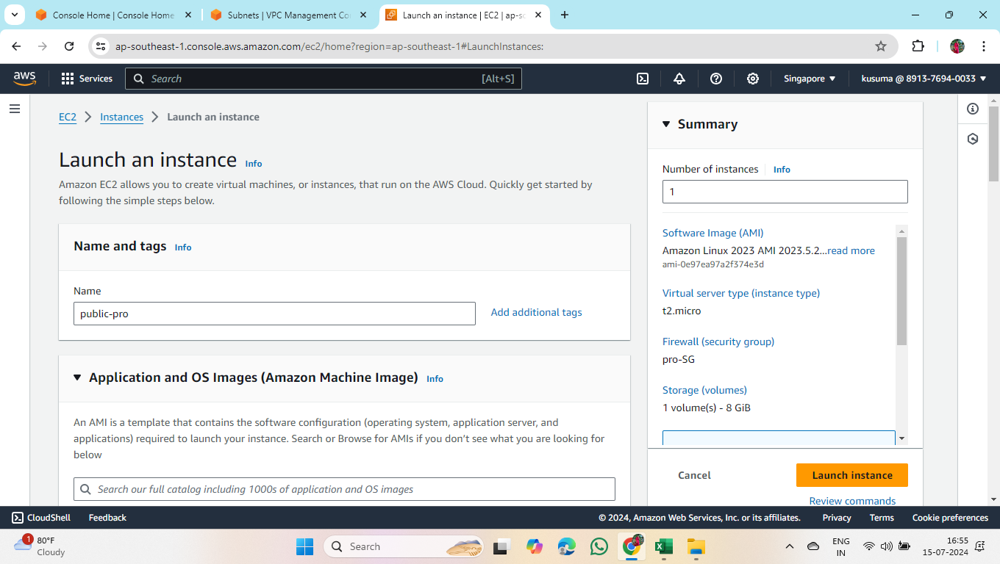 Console Home | Console Home
Subnets | VPC Management Co
Launch an instance | EC2 | ap-sc
ap-southeast-1.console.aws.amazon.com/ec2/home?region=ap-southeast-1#LaunchInstances:
aws
Services
Search
[Alt+S]
Singapore
kusuma @ 8913-7694-0033
EC2
Instances
Launch an instance
Launch an instance Info
Amazon EC2 allows you to create virtual machines, or instances, that run on the AWS Cloud. Quickly get started by
following the simple steps below.
Name and tags Info
Name
public-pro
Add additional tags
Application and OS Images (Amazon Machine Image) Info
An AMI is a template that contains the software configuration (operating system, application server, and
applications) required to launch your instance. Search or Browse for AMIs if you don't see what you are looking for
below
Search our full catalog including 1000s of application and OS images
Summary
Number of instances Info
1
Software Image (AMI)
Amazon Linux 2023 AMI 2023.5.2...read more
ami-0e97ea97a2f374e3d
Virtual server type (instance type)
t2.micro
Firewall (security group)
pro-SG
Storage (volumes)
1 volume(s) - 8 GiB
Cancel
Launch instance
Review commands
CloudShell
Feedback
© 2024, Amazon Web Services, Inc. or its affiliates.
Privacy
Terms
Cookie preferences
1
80°F
Cloudy
Search
ENG
IN
16:55
15-07-2024